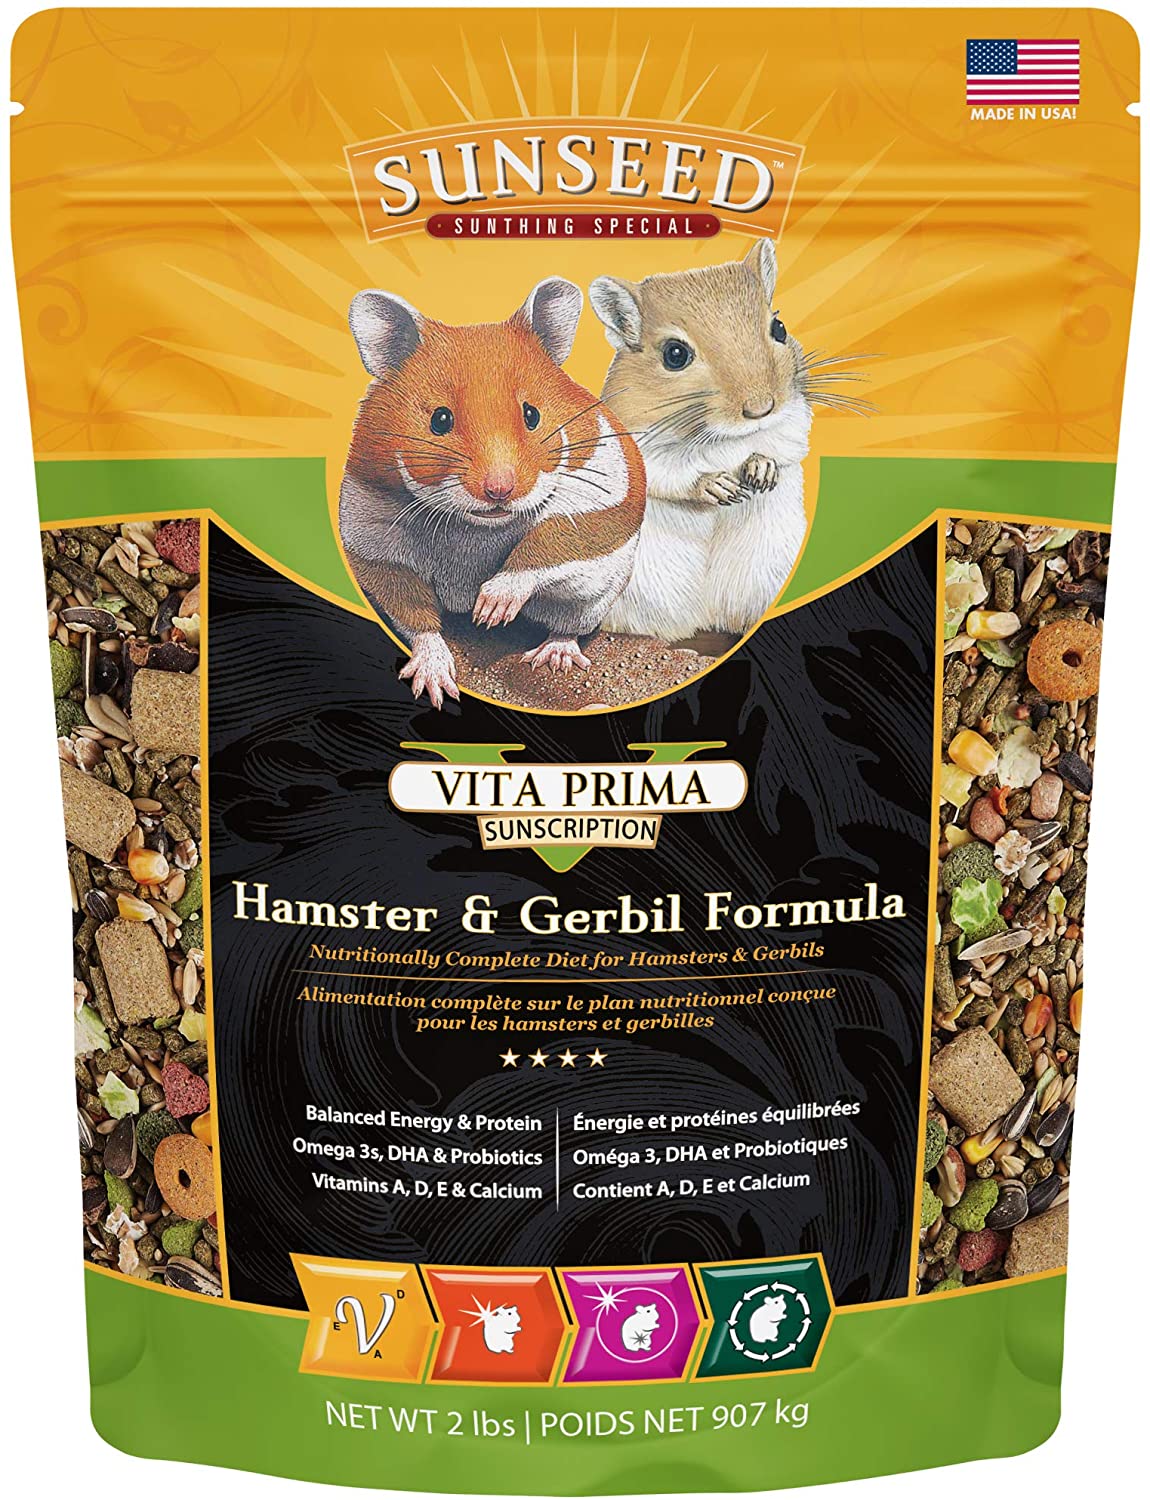 MADE IN USA!
SUNSEED™
· SUNTHING SPECIAL ·
VITA PRIMA
SUNSCRIPTION
Hamster & Gerbil Formula
Nutritionally Complete Diet for Hamsters & Gerbils
Alimentation complète sur le plan nutritionnel conçue
pour les hamsters et gerbilles
Balanced Energy & Protein
Omega 3s, DHA & Probiotics
Vitamins A, D, E & Calcium
Énergie et protéines équilibrées
Oméga 3, DHA et Probiotiques
Contient A, D, E et Calcium
E V D A
NET WT 2 lbs | POIDS NET 907 kg